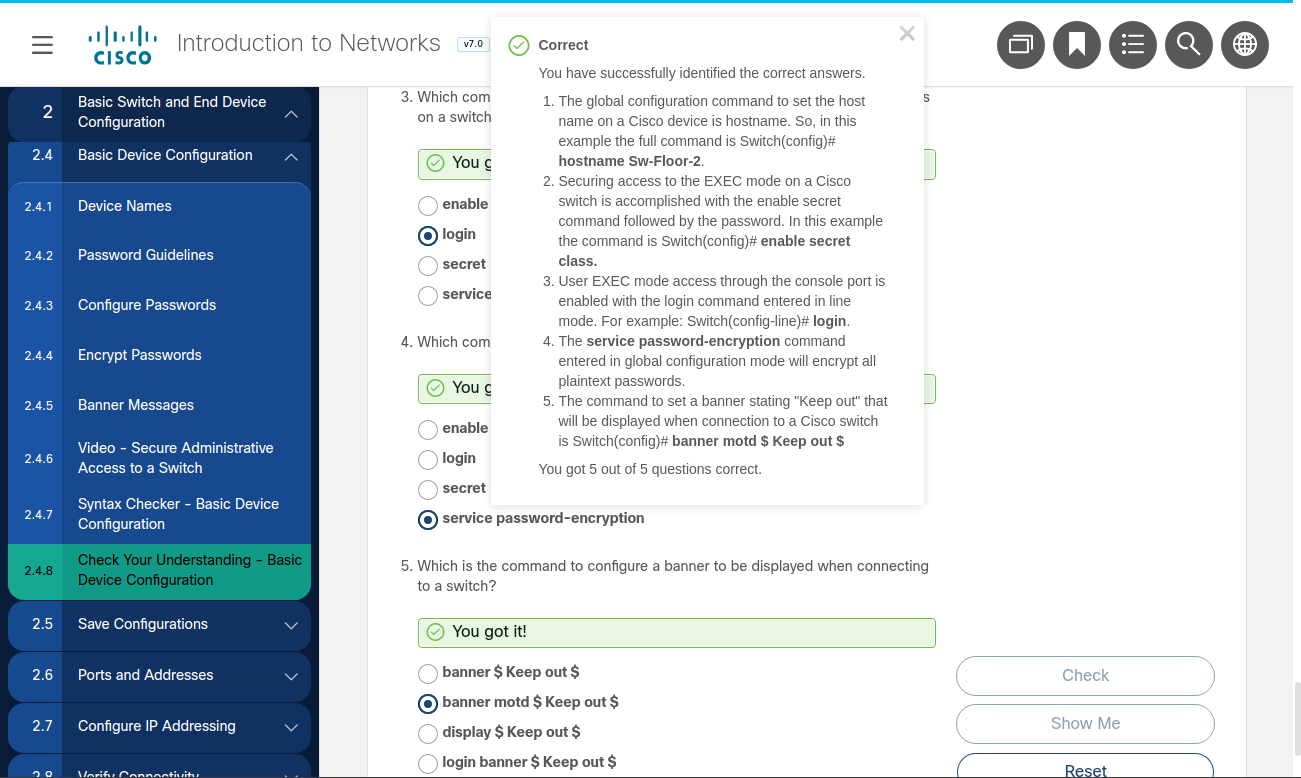 CISCO
Introduction to Networks
v7.0
2
Basic Switch and End Device
Configuration
2.4
Basic Device Configuration
2.4.1
Device Names
2.4.2
Password Guidelines
2.4.3
Configure Passwords
2.4.4
Encrypt Passwords
2.4.5
Banner Messages
2.4.6
Video - Secure Administrative
Access to a Switch
2.4.7
Syntax Checker - Basic Device
Configuration
2.4.8
Check Your Understanding - Basic
Device Configuration
2.5
Save Configurations
2.6
Ports and Addresses
2.7
Configure IP Addressing
2.8
Verify Connectivity
Correct
You have successfully identified the correct answers.
1. The global configuration command to set the host
name on a Cisco device is hostname. So, in this
example the full command is Switch(config)#
hostname Sw-Floor-2.
2. Securing access to the EXEC mode on a Cisco
switch is accomplished with the enable secret
command followed by the password. In this example
the command is Switch(config)# enable secret
class.
3. User EXEC mode access through the console port is
enabled with the login command entered in line
mode. For example: Switch(config-line)# login.
4. The service password-encryption command
entered in global configuration mode will encrypt all
plaintext passwords.
5. The command to set a banner stating "Keep out" that
will be displayed when connection to a Cisco switch
is Switch(config)# banner motd $ Keep out $
You got 5 out of 5 questions correct.
3. Which com
s
on a switch
You g
enable
login
secret
service
4. Which com
You g
enable
login
secret
service password-encryption
5. Which is the command to configure a banner to be displayed when connecting
to a switch?
You got it!
banner $ Keep out $
banner motd $ Keep out $
display $ Keep out $
login banner $ Keep out $
Check
Show Me
Reset